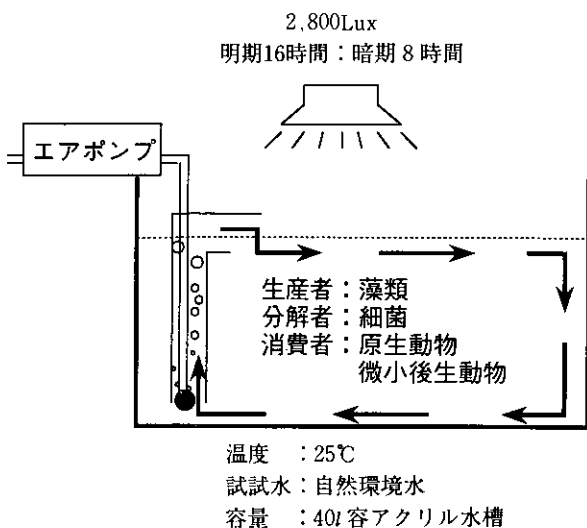 2,800Lux
明期16時間：暗期8時間
エアポンプ
生産者：藻類
分解者：細菌
消費者：原生動物
微小後生動物
温度　：25℃
試試水：自然環境水
容量　：40l容アクリル水槽